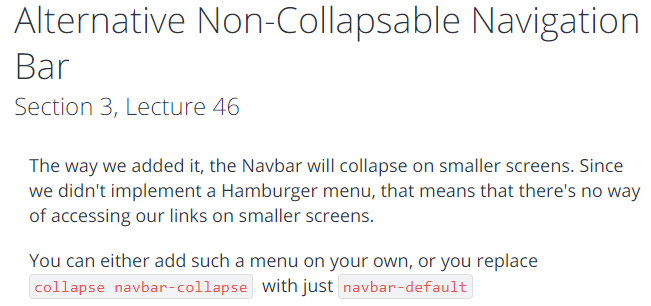 Alternative Non-Collapsable Navigation
Bar
Section 3, Lecture 46
The way we added it, the Navbar will collapse on smaller screens. Since
we didn't implement a Hamburger menu, that means that there's no way
of accessing our links on smaller screens.
You can either add such a menu on your own, or you replace
collapse navbar-collapse with just navbar-default